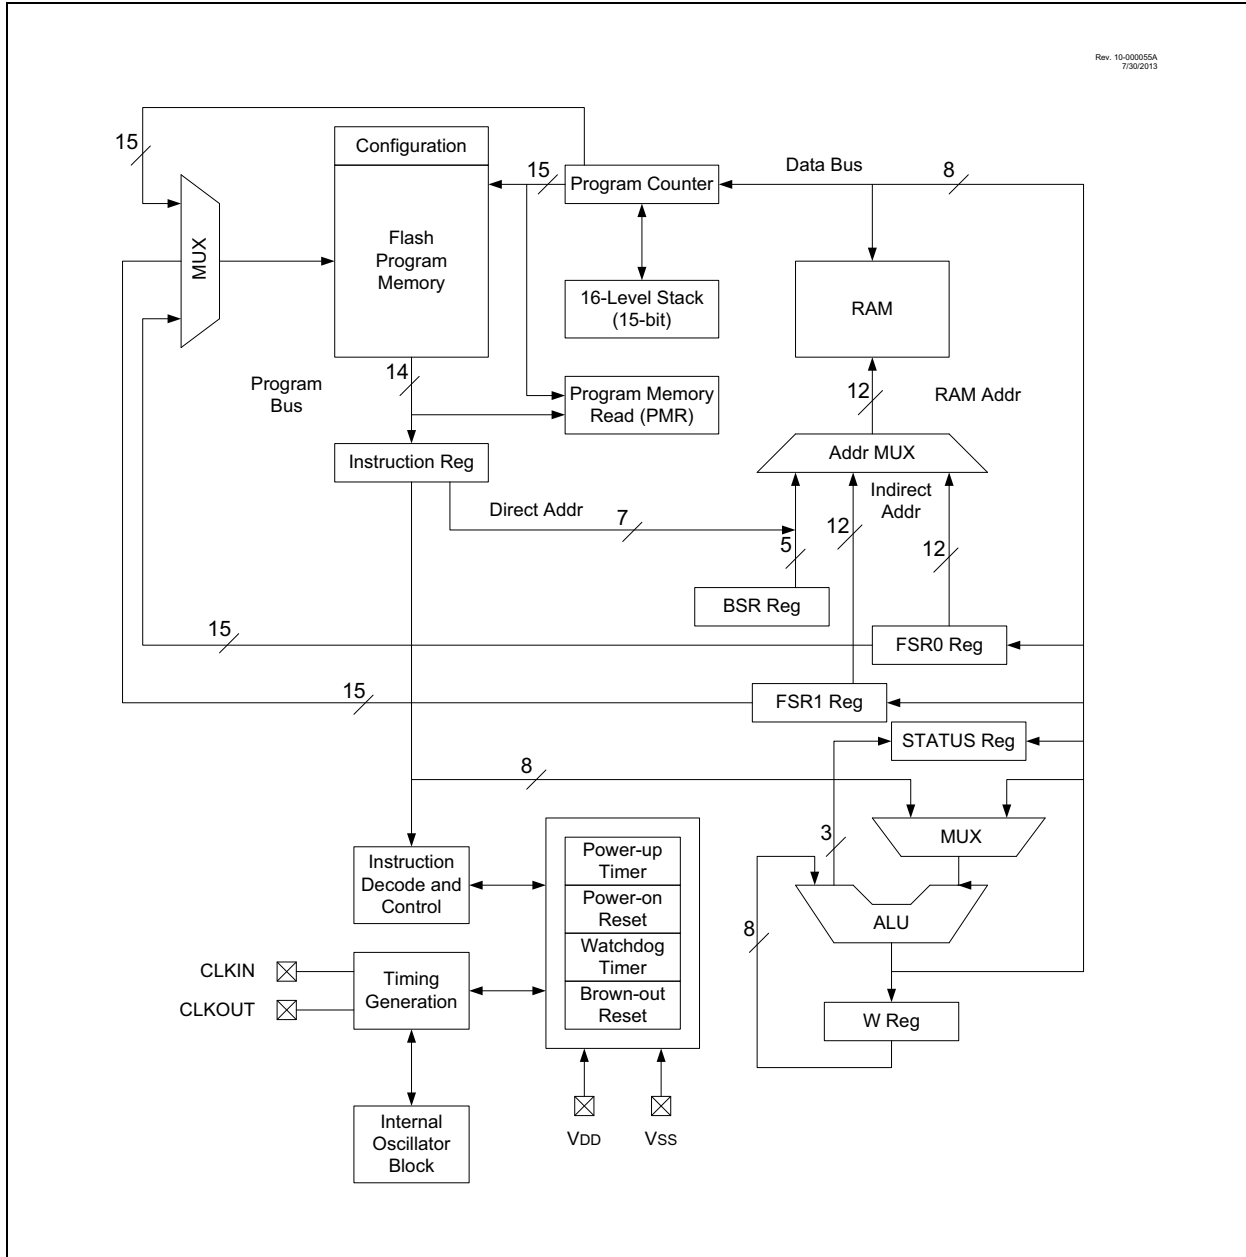 Rev. 10-000055A
7/30/2013
15
Configuration
15
Program Counter
Data Bus
8
MUX
Flash
Program
Memory
16-Level Stack
(15-bit)
RAM
Program
Bus
14
Program Memory
Read (PMR)
12
RAM Addr
Instruction Reg
Addr MUX
Indirect
Addr
Direct Addr
7
12
5
12
BSR Reg
15
FSR0 Reg
15
FSR1 Reg
STATUS Reg
8
3
MUX
Instruction
Decode and
Control
Power-up
Timer
Power-on
Reset
Watchdog
Timer
Brown-out
Reset
ALU
8
CLKIN
CLKOUT
Timing
Generation
W Reg
Internal
Oscillator
Block
VDD
VSS